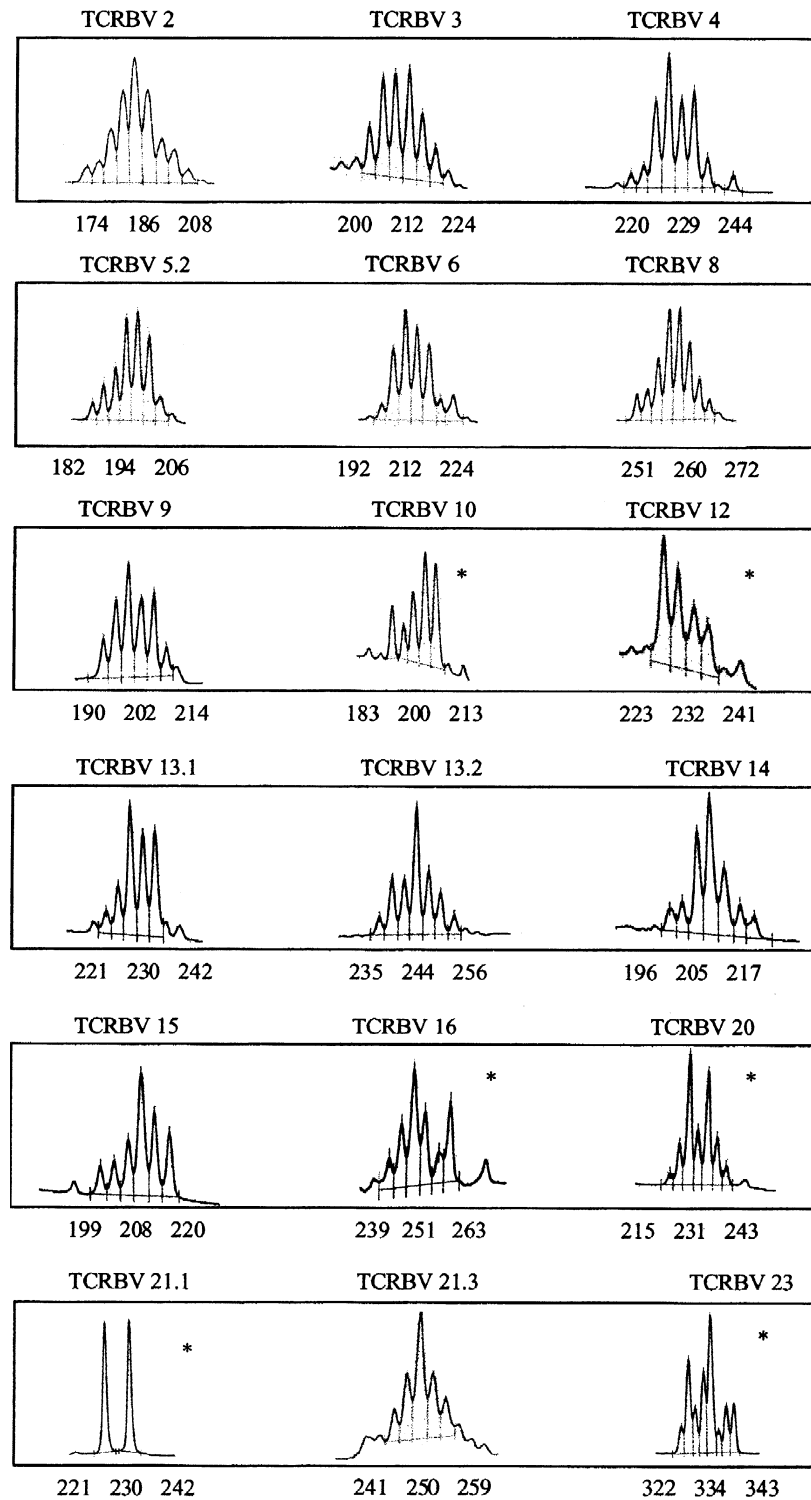 TCRBV 2 TCRBV 3 TCRBV 4
174 186 208 200 212 224 220 229 244
TCRBV 5.2 TCRBV 6 TCRBV 8
182 194 206 192 212 224 251 260 272
TCRBV 9 TCRBV 10 TCRBV 12
* *
190 202 214 183 200 213 223 232 241
TCRBV 13.1 TCRBV 13.2 TCRBV 14
221 230 242 235 244 256 196 205 217
TCRBV 15 TCRBV 16 TCRBV 20
* *
199 208 220 239 251 263 215 231 243
TCRBV 21.1 TCRBV 21.3 TCRBV 23
* *
221 230 242 241 250 259 322 334 343